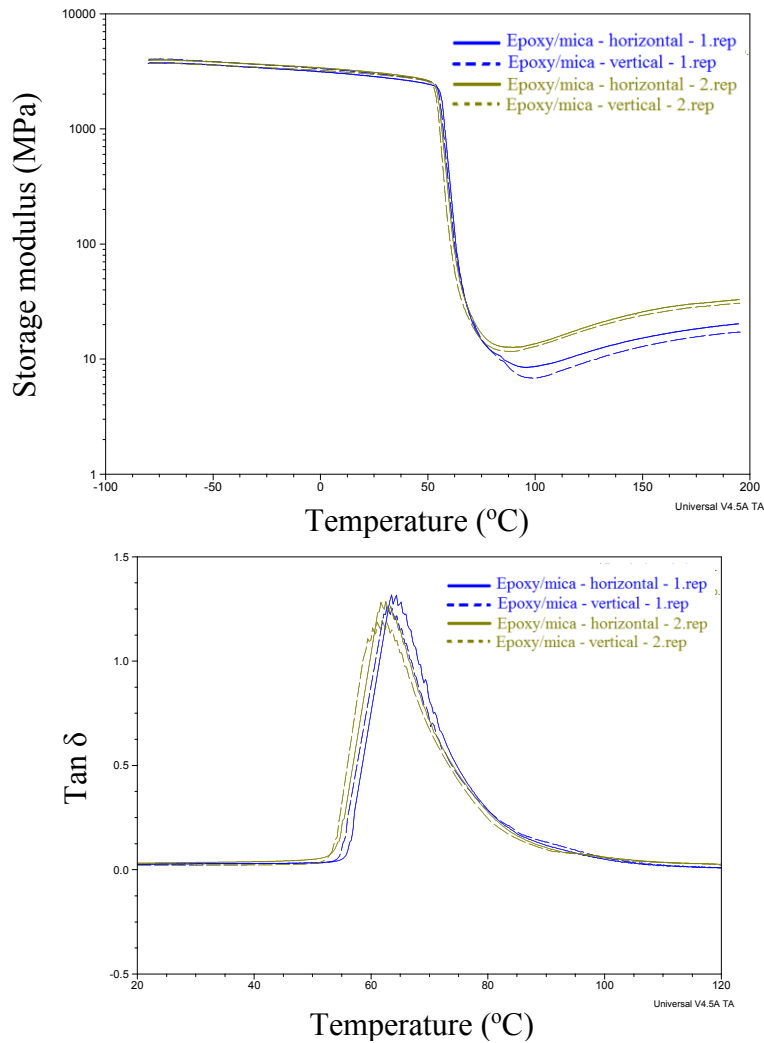 10000
1000
100
10
1
Storage modulus (MPa)
Epoxy/mica - horizontal - 1.rep
Epoxy/mica - vertical - 1.rep
Epoxy/mica - horizontal - 2.rep
Epoxy/mica - vertical - 2.rep
-100 -50 0 50 100 150 200
Temperature (ºC)
Universal V4.5A TA
1.5
1.0
0.5
0.0
-0.5
Tan δ
Epoxy/mica - horizontal - 1.rep
Epoxy/mica - vertical - 1.rep
Epoxy/mica - horizontal - 2.rep
Epoxy/mica - vertical - 2.rep
20 40 60 80 100 120
Temperature (ºC)
Universal V4.5A TA